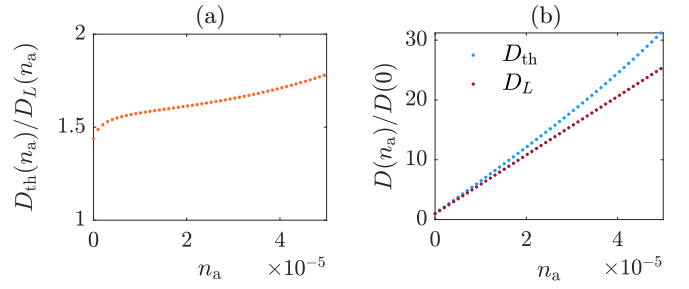 (a)
D_th(n_a)/D_L(n_a)
2
1.5
1
0
2
4
×10^-5
n_a
(b)
D(n_a)/D(0)
30
20
10
0
D_th
D_L
0
2
4
×10^-5
n_a